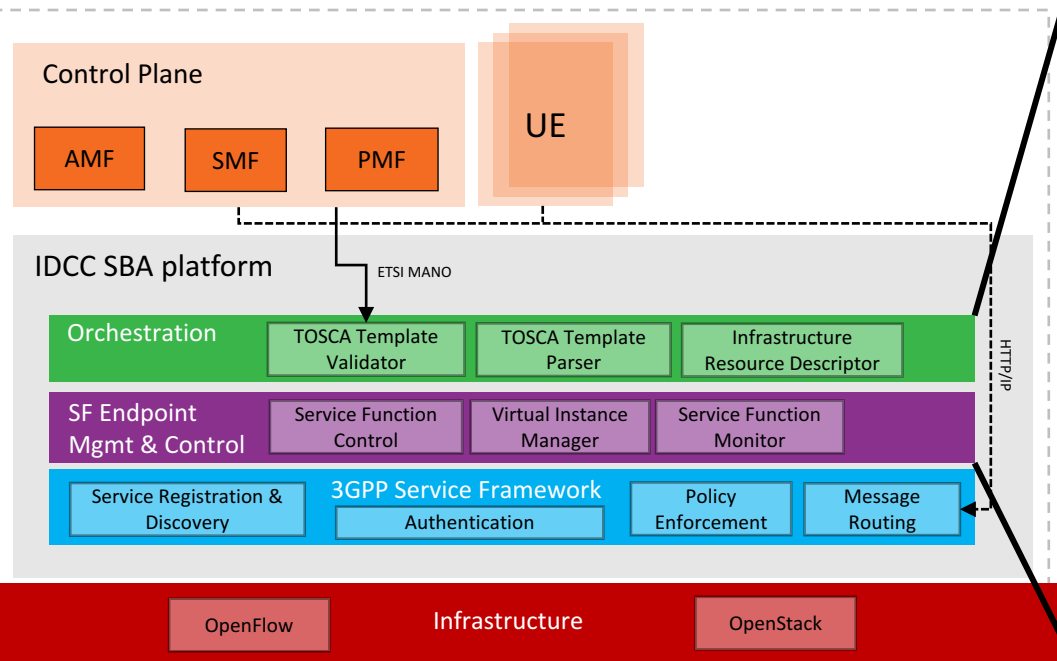 Control Plane
UE
AMF
SMF
PMF
IDCC SBA platform
ETSI MANO
Orchestration
TOSCA Template
Validator
TOSCA Template
Parser
Infrastructure
Resource Descriptor
HTTP/IP
SF Endpoint
Mgmt & Control
Service Function
Control
Virtual Instance
Manager
Service Function
Monitor
3GPP Service Framework
Service Registration &
Discovery
Authentication
Policy
Enforcement
Message
Routing
Infrastructure
OpenFlow
OpenStack